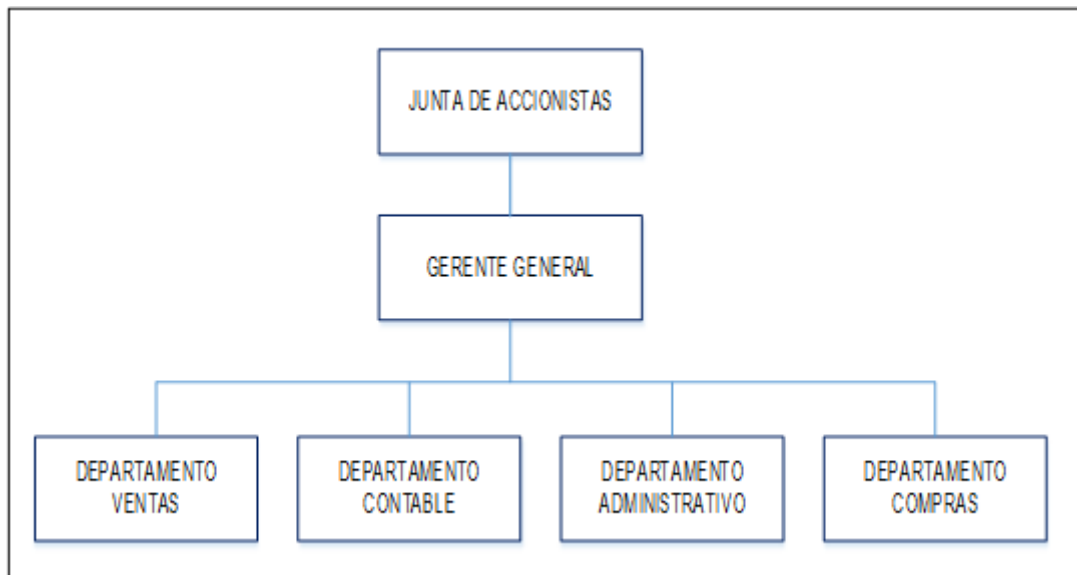 JUNTA DE ACCIONISTAS
GERENTE GENERAL
DEPARTAMENTO
VENTAS
DEPARTAMENTO
CONTABLE
DEPARTAMENTO
ADMINISTRATIVO
DEPARTAMENTO
COMPRAS